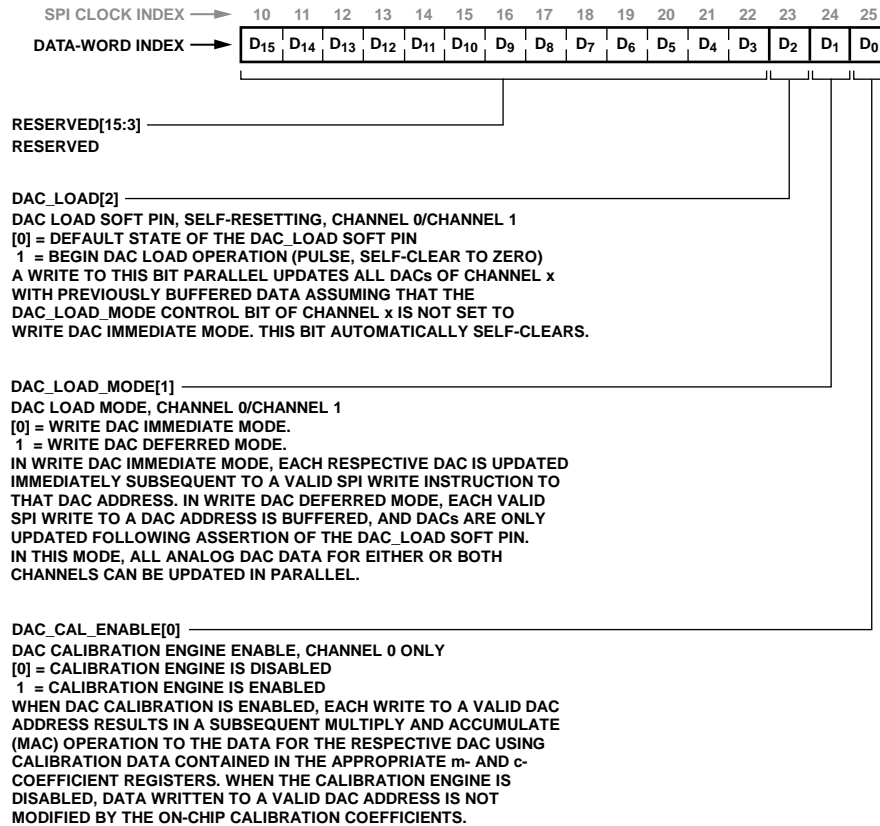 SPI CLOCK INDEX 10 11 12 13 14 15 16 17 18 19 20 21 22 23 24 25
DATA-WORD INDEX D15 D14 D13 D12 D11 D10 D9 D8 D7 D6 D5 D4 D3 D2 D1 D0
RESERVED[15:3]
RESERVED
DAC_LOAD[2]
DAC LOAD SOFT PIN, SELF-RESETTING, CHANNEL 0/CHANNEL 1
[0] = DEFAULT STATE OF THE DAC_LOAD SOFT PIN
1 = BEGIN DAC LOAD OPERATION (PULSE, SELF-CLEAR TO ZERO)
A WRITE TO THIS BIT PARALLEL UPDATES ALL DACs OF CHANNEL x
WITH PREVIOUSLY BUFFERED DATA ASSUMING THAT THE
DAC_LOAD_MODE CONTROL BIT OF CHANNEL x IS NOT SET TO
WRITE DAC IMMEDIATE MODE. THIS BIT AUTOMATICALLY SELF-CLEARS.
DAC_LOAD_MODE[1]
DAC LOAD MODE, CHANNEL 0/CHANNEL 1
[0] = WRITE DAC IMMEDIATE MODE.
1 = WRITE DAC DEFERRED MODE.
IN WRITE DAC IMMEDIATE MODE, EACH RESPECTIVE DAC IS UPDATED
IMMEDIATELY SUBSEQUENT TO A VALID SPI WRITE INSTRUCTION TO
THAT DAC ADDRESS. IN WRITE DAC DEFERRED MODE, EACH VALID
SPI WRITE TO A DAC ADDRESS IS BUFFERED, AND DACs ARE ONLY
UPDATED FOLLOWING ASSERTION OF THE DAC_LOAD SOFT PIN.
IN THIS MODE, ALL ANALOG DAC DATA FOR EITHER OR BOTH
CHANNELS CAN BE UPDATED IN PARALLEL.
DAC_CAL_ENABLE[0]
DAC CALIBRATION ENGINE ENABLE, CHANNEL 0 ONLY
[0] = CALIBRATION ENGINE IS DISABLED
1 = CALIBRATION ENGINE IS ENABLED
WHEN DAC CALIBRATION IS ENABLED, EACH WRITE TO A VALID DAC
ADDRESS RESULTS IN A SUBSEQUENT MULTIPLY AND ACCUMULATE
(MAC) OPERATION TO THE DATA FOR THE RESPECTIVE DAC USING
CALIBRATION DATA CONTAINED IN THE APPROPRIATE m- AND c-
COEFFICIENT REGISTERS. WHEN THE CALIBRATION ENGINE IS
DISABLED, DATA WRITTEN TO A VALID DAC ADDRESS IS NOT
MODIFIED BY THE ON-CHIP CALIBRATION COEFFICIENTS.